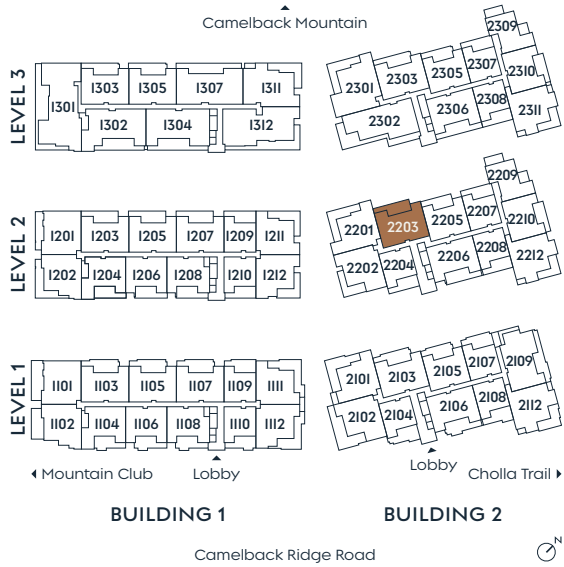 Camelback Mountain
LEVEL 3
1301 1303 1305 1307 1311
1302 1304 1312
2301 2303 2305 2307 2309 2310
2302 2306 2308 2311
LEVEL 2
1201 1203 1205 1207 1209 1211
1202 1204 1206 1208 1210 1212
2201 2203 2205 2207 2209 2210
2202 2204 2206 2208 2212
LEVEL 1
1101 1103 1105 1107 1109 1111
1102 1104 1106 1108 1110 1112
2101 2103 2105 2107 2109
2102 2104 2106 2108 2112
Mountain Club Lobby
Lobby Cholla Trail
BUILDING 1 BUILDING 2
Camelback Ridge Road
N